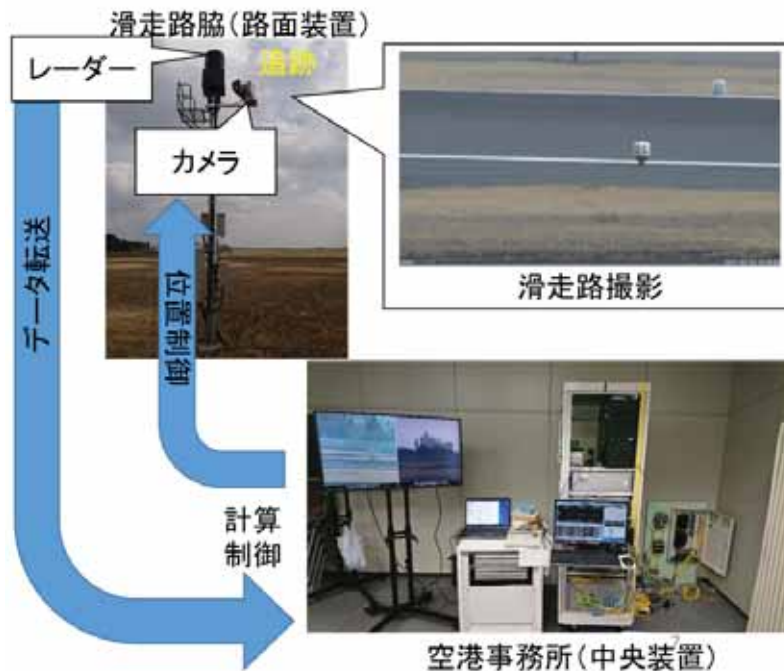 滑走路脇(路面装置)
レーダー
追跡
カメラ
データ転送
位置制御
滑走路撮影
計算
制御
空港事務所(中央装置)
7